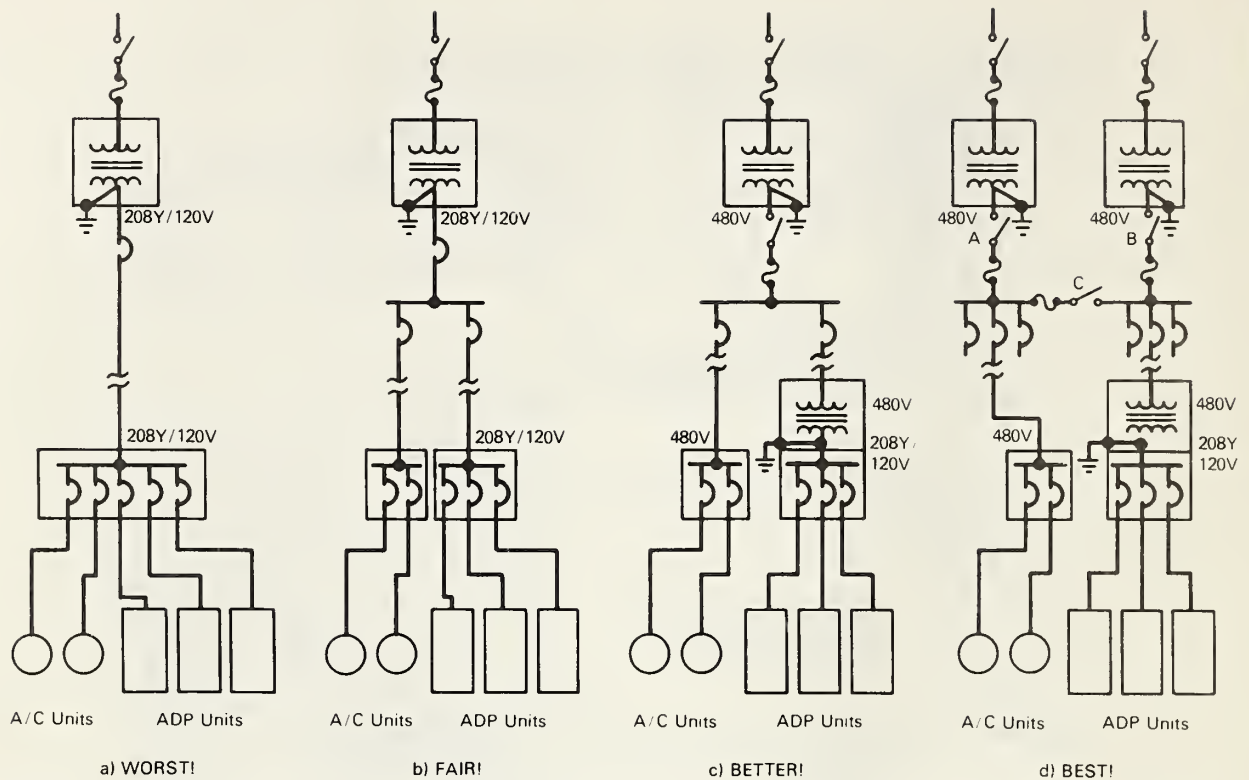 208Y/120V
208Y/120V
480V
480V
480V
A
B
C
208Y/120V
208Y/120V
480V
480V
208Y/
120V
480V
480V
208Y
120V
A/C Units
ADP Units
A/C Units
ADP Units
A/C Units
ADP Units
A/C Units
ADP Units
a) WORST!
b) FAIR!
c) BETTER!
d) BEST!